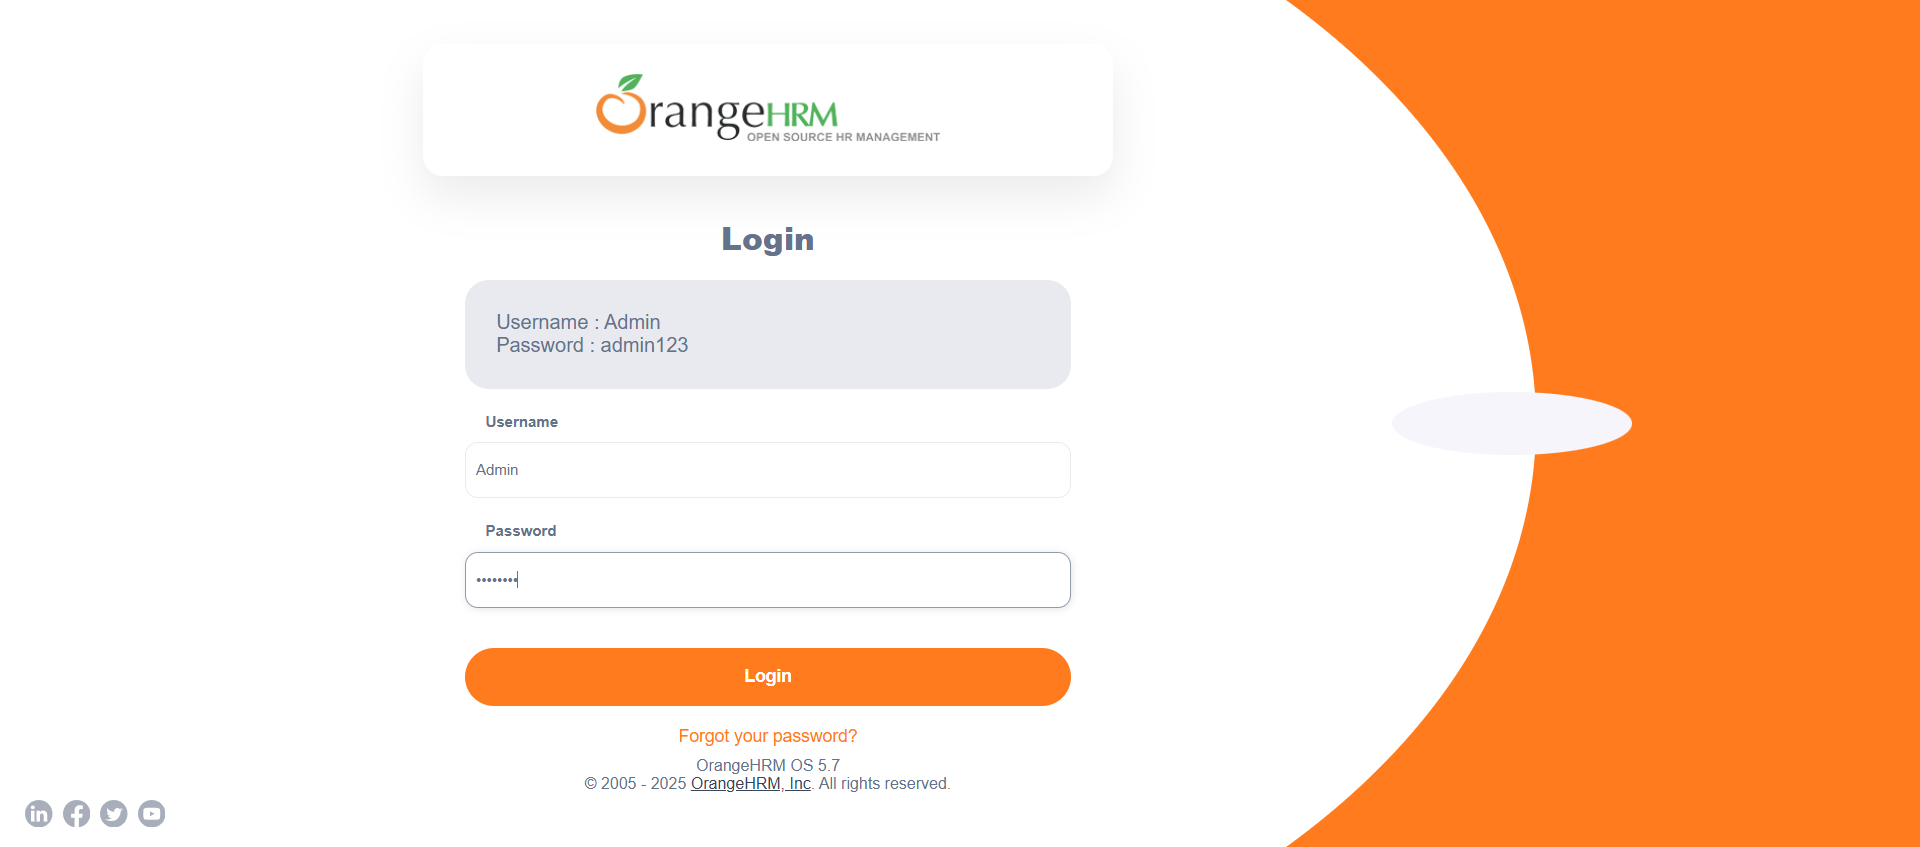 OrangeHRM
OPEN SOURCE HR MANAGEMENT
Login
Username : Admin
Password : admin123
Username
Admin
Password
••••••••
Login
Forgot your password?
OrangeHRM OS 5.7
© 2005 - 2025 OrangeHRM, Inc. All rights reserved.